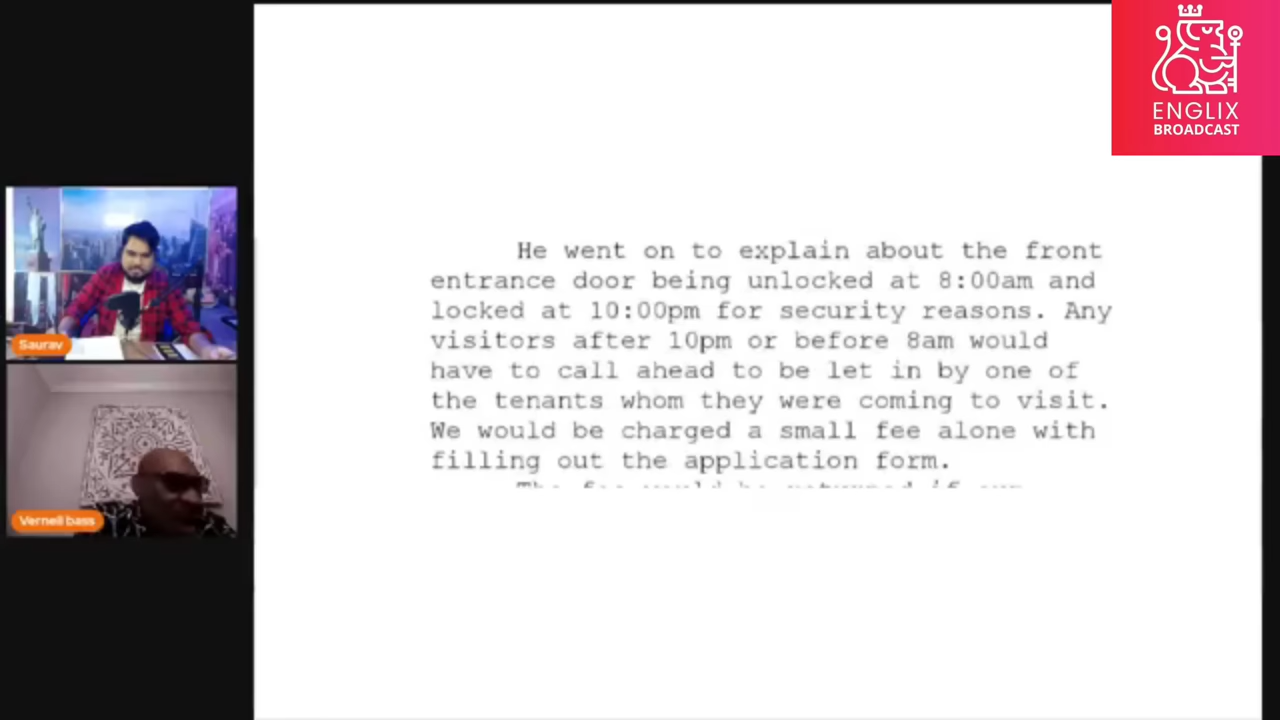 ENGLIX
BROADCAST
He went on to explain about the front
entrance door being unlocked at 8:00am and
locked at 10:00pm for security reasons. Any
visitors after 10pm or before 8am would
have to call ahead to be let in by one of
the tenants whom they were coming to visit.
We would be charged a small fee alone with
filling out the application form.
Saurav
Vernell bass